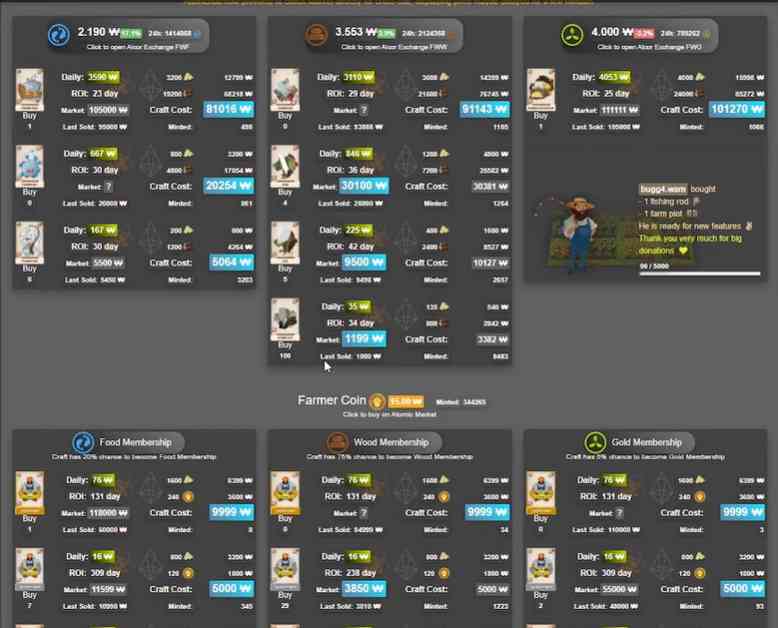 2.190 ₩ 24h: 1414868
Click to open Alcor Exchange FWF
Daily: 3590 ₩ 3200 12799 ₩
ROI: 23 day 19200 68218 ₩
Market: 105000 ₩ Craft Cost: 81016 ₩
Buy
1 Last Sold: 95000 ₩ Minted: 498
Daily: 667 ₩ 800 3200 ₩
ROI: 30 day 4800 17054 ₩
Market: ? Craft Cost: 20254 ₩
Buy
0 Last Sold: 20000 ₩ Minted: 861
Daily: 167 ₩ 200 800 ₩
ROI: 30 day 1200 4264 ₩
Market: 5500 ₩ Craft Cost: 5064 ₩
Buy
6 Last Sold: 5450 ₩ Minted: 3203
3.553 ₩ 24h: 2124358
Click to open Alcor Exchange FWW
Daily: 3110 ₩ 3600 14399 ₩
ROI: 29 day 21600 76745 ₩
Market: ? Craft Cost: 91143 ₩
Buy
0 Last Sold: 93888 ₩ Minted: 1185
Daily: 846 ₩ 1200 4800 ₩
ROI: 36 day 7200 25582 ₩
Market: 30100 ₩ Craft Cost: 30381 ₩
Buy
4 Last Sold: ₩ Minted: 1264
Daily: 225 ₩ 400 1600 ₩
ROI: 42 day 2400 8527 ₩
Market: 9500 ₩ Craft Cost: 10127 ₩
Buy
5 Last Sold: 9498 ₩ Minted: 2657
Daily: 35 ₩ 135 540 ₩
ROI: 34 day 800 2842 ₩
Market: 1199 ₩ Craft Cost: 3382 ₩
Buy
100 Last Sold: 1000 ₩ Minted: 8483
4.000 ₩ 24h: 789262
Click to open Alcor Exchange FWG
Daily: 4053 ₩ 4000 15998 ₩
ROI: 25 day 24000 85272 ₩
Market: 111111 ₩ Craft Cost: 101270 ₩
Buy
1 Last Sold: 105000 ₩ Minted: 1066
bugg4.wam bought
- 1 fishing rod
- 1 farm plot
He is ready for new features
Thank you very much for big
donations
96 / 5000
Farmer Coin 15.00 ₩ Minted: 344265
Click to buy on Atomic Market
Food Membership
Craft has 20% chance to become Food Membership
Daily: 76 ₩ 1600 6399 ₩
ROI: 131 day 240 3600 ₩
Market: 118000 ₩ Craft Cost: 9999 ₩
Buy
1 Last Sold: 60000 ₩ Minted: 8
Daily: 16 ₩ 800 3200 ₩
ROI: 309 day 120 1800 ₩
Market: 11599 ₩ Craft Cost: 5000 ₩
Buy
7 Last Sold: 10990 ₩ Minted: 345
Wood Membership
Craft has 75% chance to become Wood Membership
Daily: 76 ₩ 1600 6399 ₩
ROI: 131 day 240 3600 ₩
Market: ? Craft Cost: 9999 ₩
Buy
0 Last Sold: 84999 ₩ Minted: 34
Daily: 16 ₩ 800 3200 ₩
ROI: 238 day 120 1800 ₩
Market: 3850 ₩ Craft Cost: 5000 ₩
Buy
29 Last Sold: 3810 ₩ Minted: 1223
Gold Membership
Craft has 5% chance to become Gold Membership
Daily: 76 ₩ 1600 6399 ₩
ROI: 131 day 240 3600 ₩
Market: ? Craft Cost: 9999 ₩
Buy
0 Last Sold: 110000 ₩ Minted: 3
Daily: 16 ₩ 800 3200 ₩
ROI: 309 day 120 1800 ₩
Market: 55000 ₩ Craft Cost: 5000 ₩
Buy
2 Last Sold: 40000 ₩ Minted: 93